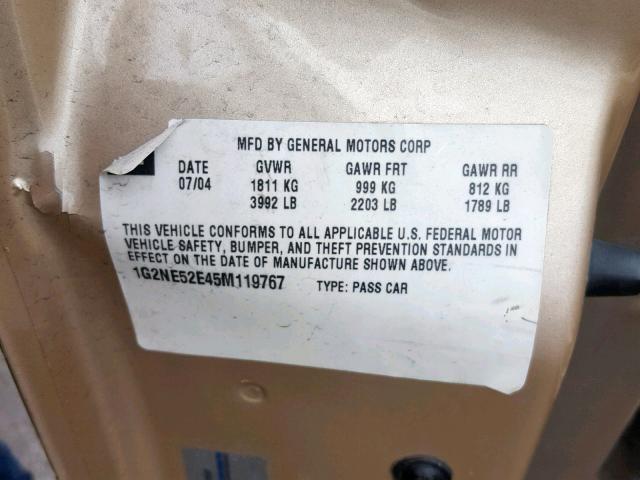 MFD BY GENERAL MOTORS CORP
DATE GVWR GAWR FRT GAWR RR
07/04 1811 KG 999 KG 812 KG
3992 LB 2203 LB 1789 LB
THIS VEHICLE CONFORMS TO ALL APPLICABLE U.S. FEDERAL MOTOR
VEHICLE SAFETY, BUMPER, AND THEFT PREVENTION STANDARDS IN
EFFECT ON THE DATE OF MANUFACTURE SHOWN ABOVE.
1G2NE52E45M119767 TYPE: PASS CAR